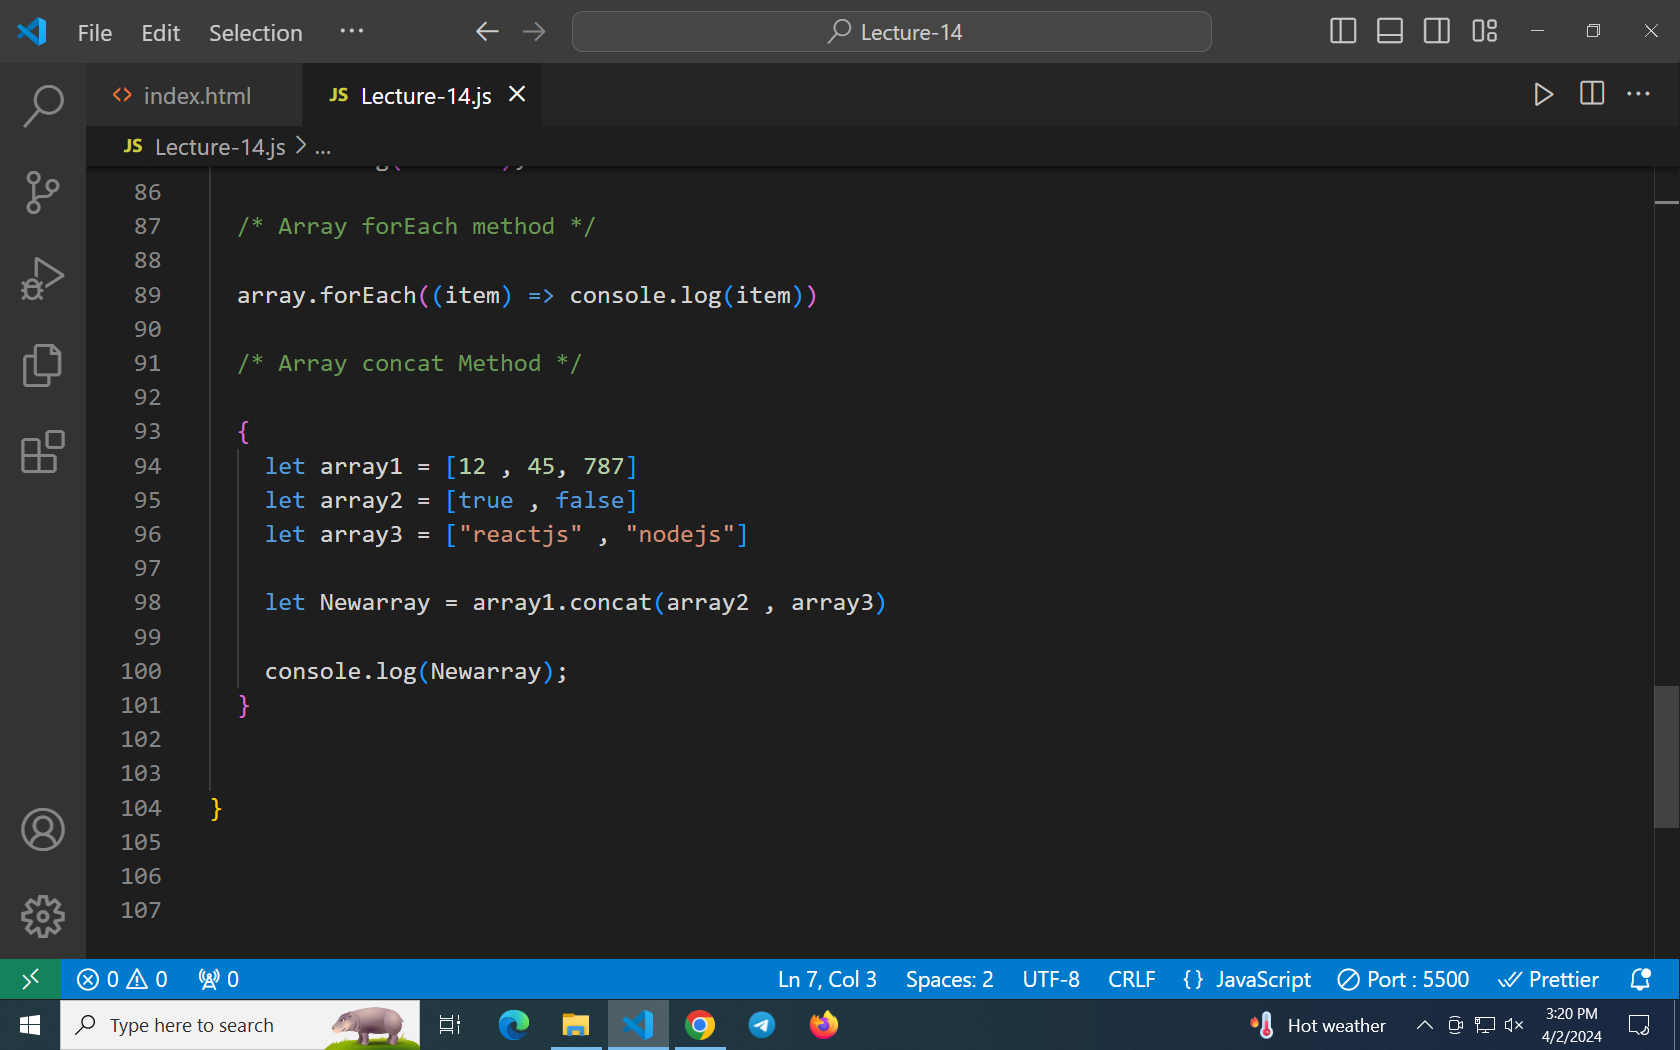 File Edit Selection ··· Lecture-14
index.html JS Lecture-14.js
JS Lecture-14.js > ...
86
87 /* Array forEach method */
88
89 array.forEach((item) => console.log(item))
90
91 /* Array concat Method */
92
93 {
94 let array1 = [12 , 45, 787]
95 let array2 = [true , false]
96 let array3 = ["reactjs" , "nodejs"]
97
98 let Newarray = array1.concat(array2 , array3)
99
100 console.log(Newarray);
101 }
102
103
104 }
105
106
107
0 0 0 Ln 7, Col 3 Spaces: 2 UTF-8 CRLF {} JavaScript Port : 5500 Prettier
Type here to search Hot weather 3:20 PM
4/2/2024